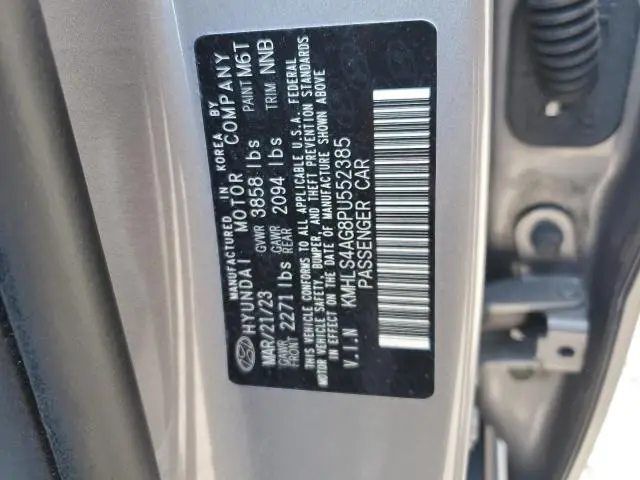 MANUFACTURED IN KOREA BY
HYUNDAI MOTOR COMPANY
MAR/21/23 GVWR 3858 lbs PAINT M6T
GAWR FRONT 2271 lbs GAWR REAR 2094 lbs TRIM NNB
THIS VEHICLE CONFORMS TO ALL APPLICABLE U.S.A. FEDERAL
MOTOR VEHICLE SAFETY, BUMPER, AND THEFT PREVENTION STANDARDS
IN EFFECT ON THE DATE OF MANUFACTURE SHOWN ABOVE
V.I.N KMHLS4AG8PU552385
PASSENGER CAR